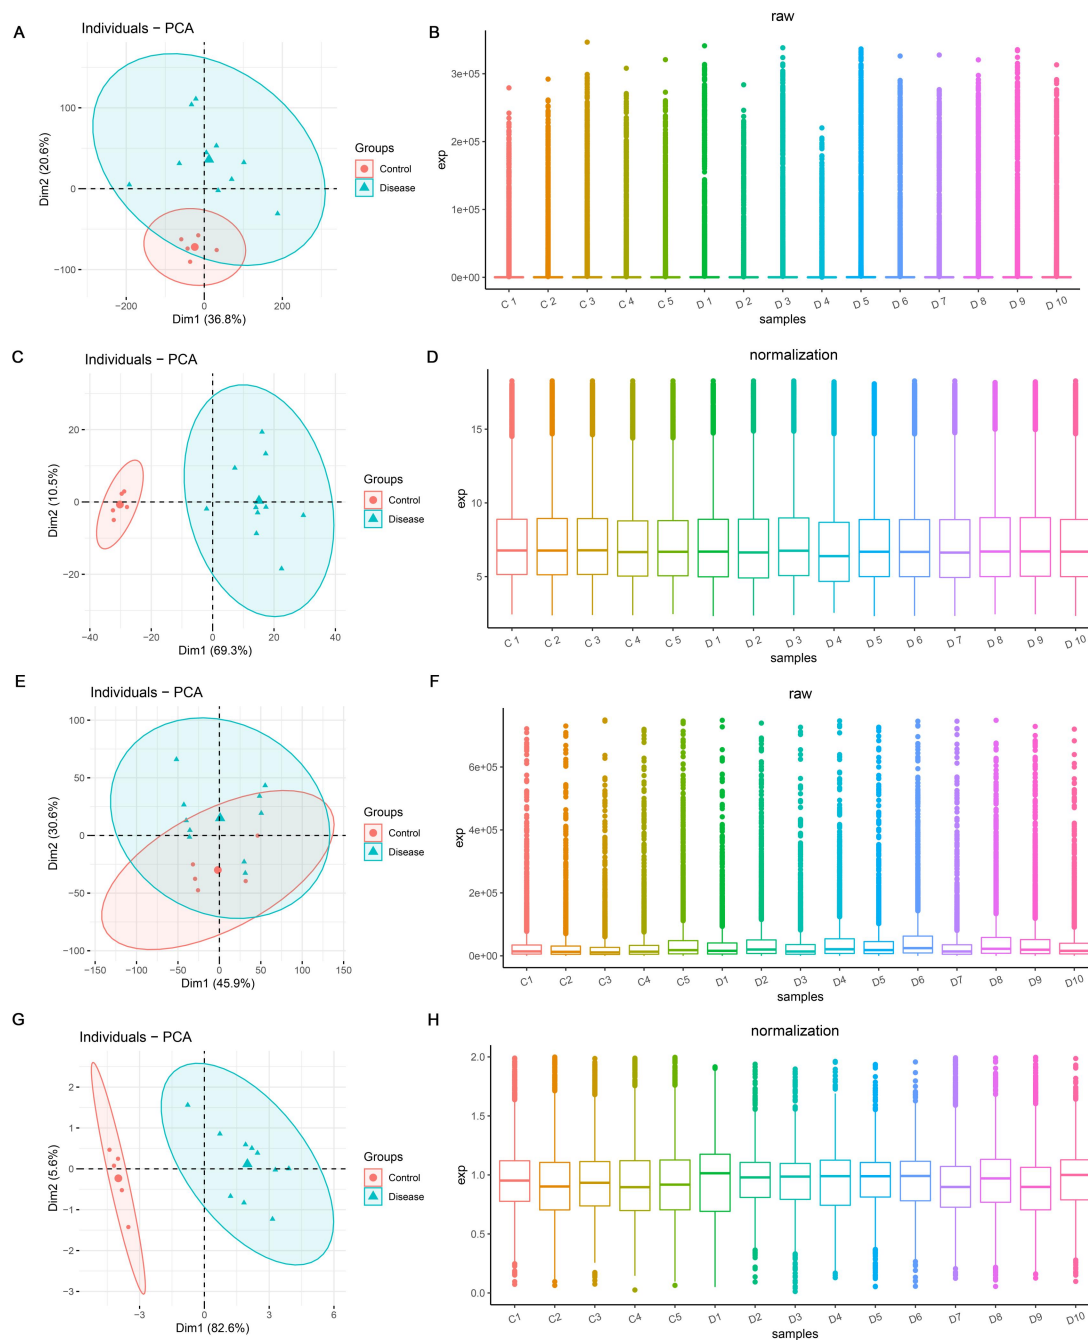 A
Individuals − PCA
100
0
−100
−200
0
200
Dim2 (20.6%)
Dim1 (36.8%)
Groups
Control
Disease
B
raw
3e+05
2e+05
1e+05
0e+00
exp
C 1
C 2
C 3
C 4
C 5
D 1
D 2
D 3
D 4
D 5
D 6
D 7
D 8
D 9
D 10
samples
C
Individuals − PCA
20
0
−20
−40
−20
0
20
40
Dim2 (10.5%)
Dim1 (69.3%)
Groups
Control
Disease
D
normalization
15
10
5
exp
C 1
C 2
C 3
C 4
C 5
D 1
D 2
D 3
D 4
D 5
D 6
D 7
D 8
D 9
D 10
samples
E
Individuals − PCA
100
50
0
−50
−100
−150
−100
−50
0
50
100
150
Dim2 (30.6%)
Dim1 (45.9%)
Groups
Control
Disease
F
raw
6e+05
4e+05
2e+05
0e+00
exp
C1
C2
C3
C4
C5
D1
D2
D3
D4
D5
D6
D7
D8
D9
D10
samples
G
Individuals − PCA
2
1
0
−1
−2
−3
−3
0
3
6
Dim2 (5.6%)
Dim1 (82.6%)
Groups
Control
Disease
H
normalization
2.0
1.5
1.0
0.5
0.0
exp
C1
C2
C3
C4
C5
D1
D2
D3
D4
D5
D6
D7
D8
D9
D10
samples